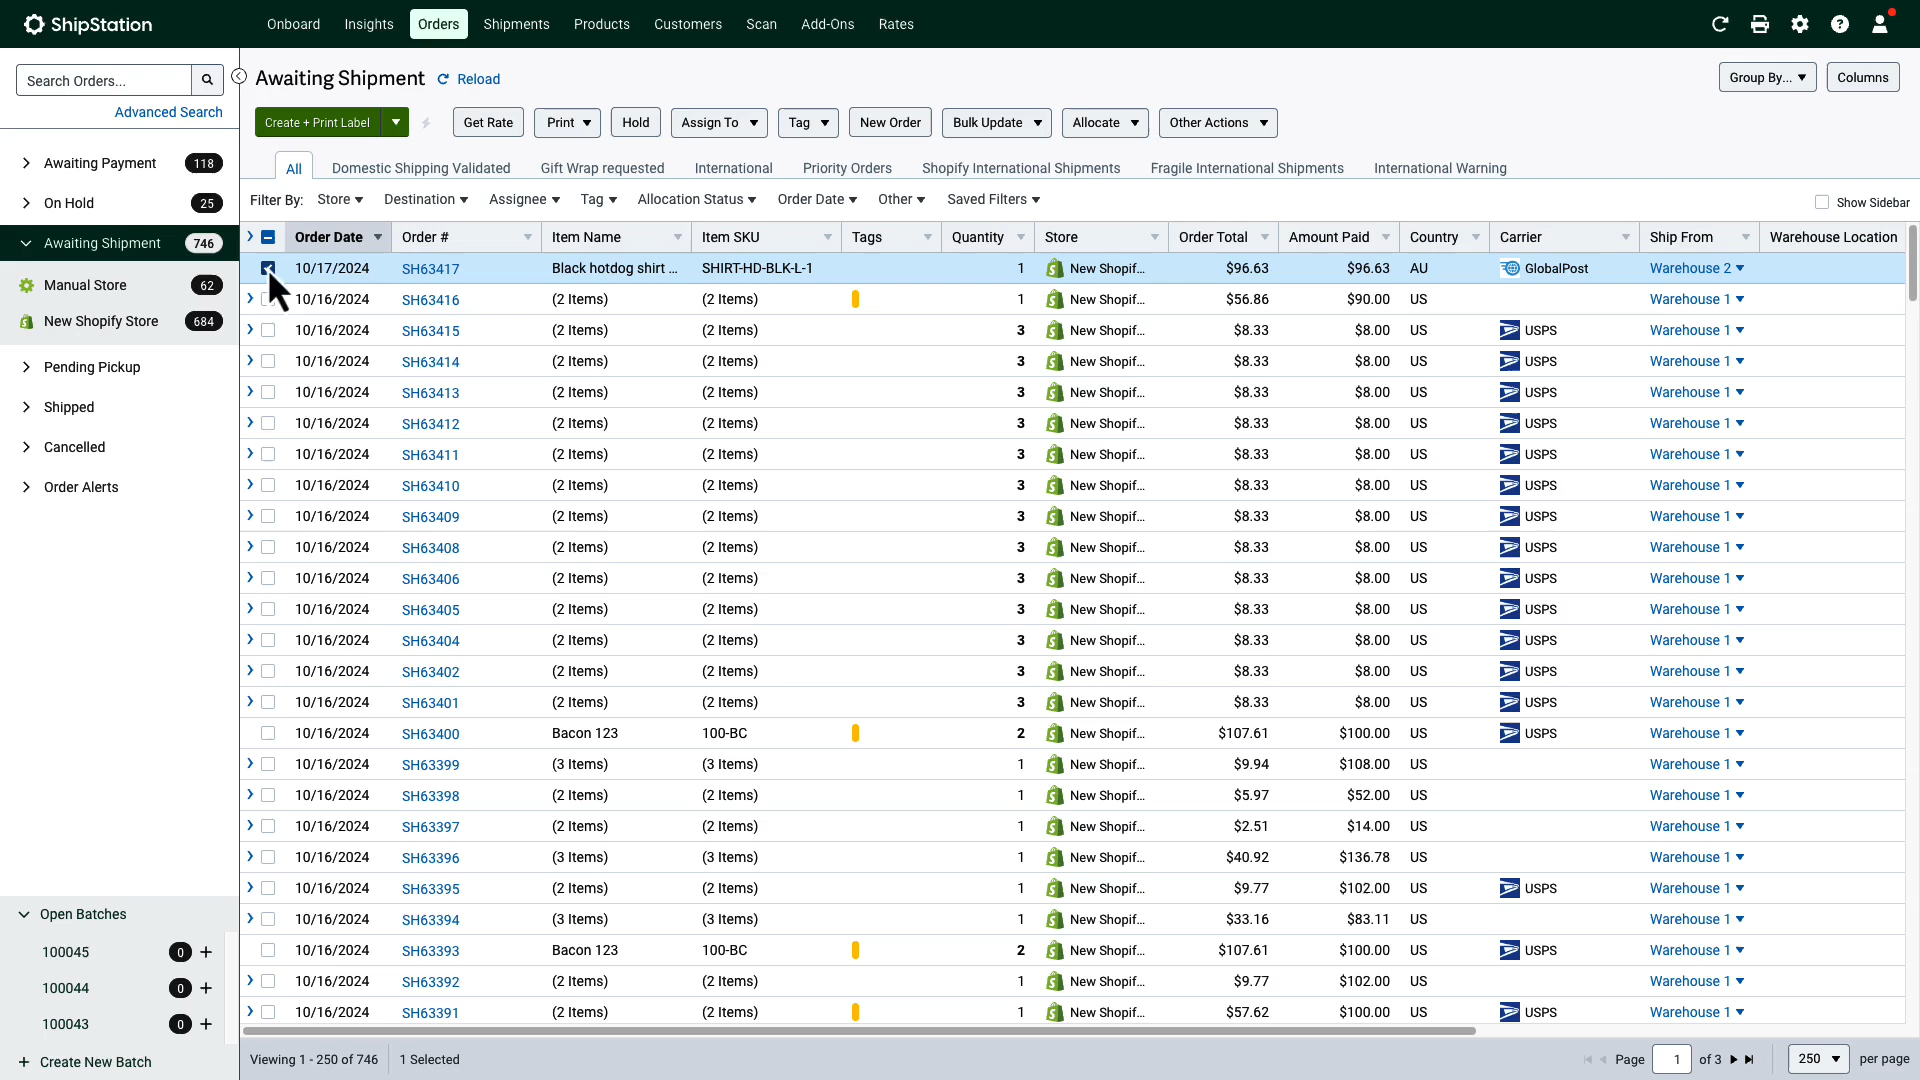 ShipStation Onboard Insights Orders Shipments Products Customers Scan Add-Ons Rates
Search Orders...
Advanced Search
Awaiting Payment 118
On Hold 25
Awaiting Shipment 746
Manual Store 62
New Shopify Store 684
Pending Pickup
Shipped
Cancelled
Order Alerts
Open Batches
100045 0
100044 0
100043 0
Create New Batch
Awaiting Shipment Reload Group By... Columns
Create + Print Label Get Rate Print Hold Assign To Tag New Order Bulk Update Allocate Other Actions
All Domestic Shipping Validated Gift Wrap requested International Priority Orders Shopify International Shipments Fragile International Shipments International Warning
Filter By: Store Destination Assignee Tag Allocation Status Order Date Other Saved Filters Show Sidebar
Order Date Order # Item Name Item SKU Tags Quantity Store Order Total Amount Paid Country Carrier Ship From Warehouse Location
10/17/2024 SH63417 Black hotdog shirt ... SHIRT-HD-BLK-L-1 1 New Shopif... $96.63 $96.63 AU GlobalPost Warehouse 2
10/16/2024 SH63416 (2 Items) (2 Items) 1 New Shopif... $56.86 $90.00 US Warehouse 1
10/16/2024 SH63415 (2 Items) (2 Items) 3 New Shopif... $8.33 $8.00 US USPS Warehouse 1
10/16/2024 SH63414 (2 Items) (2 Items) 3 New Shopif... $8.33 $8.00 US USPS Warehouse 1
10/16/2024 SH63413 (2 Items) (2 Items) 3 New Shopif... $8.33 $8.00 US USPS Warehouse 1
10/16/2024 SH63412 (2 Items) (2 Items) 3 New Shopif... $8.33 $8.00 US USPS Warehouse 1
10/16/2024 SH63411 (2 Items) (2 Items) 3 New Shopif... $8.33 $8.00 US USPS Warehouse 1
10/16/2024 SH63410 (2 Items) (2 Items) 3 New Shopif... $8.33 $8.00 US USPS Warehouse 1
10/16/2024 SH63409 (2 Items) (2 Items) 3 New Shopif... $8.33 $8.00 US USPS Warehouse 1
10/16/2024 SH63408 (2 Items) (2 Items) 3 New Shopif... $8.33 $8.00 US USPS Warehouse 1
10/16/2024 SH63406 (2 Items) (2 Items) 3 New Shopif... $8.33 $8.00 US USPS Warehouse 1
10/16/2024 SH63405 (2 Items) (2 Items) 3 New Shopif... $8.33 $8.00 US USPS Warehouse 1
10/16/2024 SH63404 (2 Items) (2 Items) 3 New Shopif... $8.33 $8.00 US USPS Warehouse 1
10/16/2024 SH63402 (2 Items) (2 Items) 3 New Shopif... $8.33 $8.00 US USPS Warehouse 1
10/16/2024 SH63401 (2 Items) (2 Items) 3 New Shopif... $8.33 $8.00 US USPS Warehouse 1
10/16/2024 SH63400 Bacon 123 100-BC 2 New Shopif... $107.61 $100.00 US USPS Warehouse 1
10/16/2024 SH63399 (3 Items) (3 Items) 1 New Shopif... $9.94 $108.00 US Warehouse 1
10/16/2024 SH63398 (2 Items) (2 Items) 1 New Shopif... $5.97 $52.00 US Warehouse 1
10/16/2024 SH63397 (2 Items) (2 Items) 1 New Shopif... $2.51 $14.00 US Warehouse 1
10/16/2024 SH63396 (3 Items) (3 Items) 1 New Shopif... $40.92 $136.78 US Warehouse 1
10/16/2024 SH63395 (2 Items) (2 Items) 1 New Shopif... $9.77 $102.00 US USPS Warehouse 1
10/16/2024 SH63394 (3 Items) (3 Items) 1 New Shopif... $33.16 $83.11 US Warehouse 1
10/16/2024 SH63393 Bacon 123 100-BC 2 New Shopif... $107.61 $100.00 US USPS Warehouse 1
10/16/2024 SH63392 (2 Items) (2 Items) 1 New Shopif... $9.77 $102.00 US Warehouse 1
10/16/2024 SH63391 (2 Items) (2 Items) 1 New Shopif... $57.62 $100.00 US USPS Warehouse 1
Viewing 1 - 250 of 746 1 Selected Page 1 of 3 250 per page